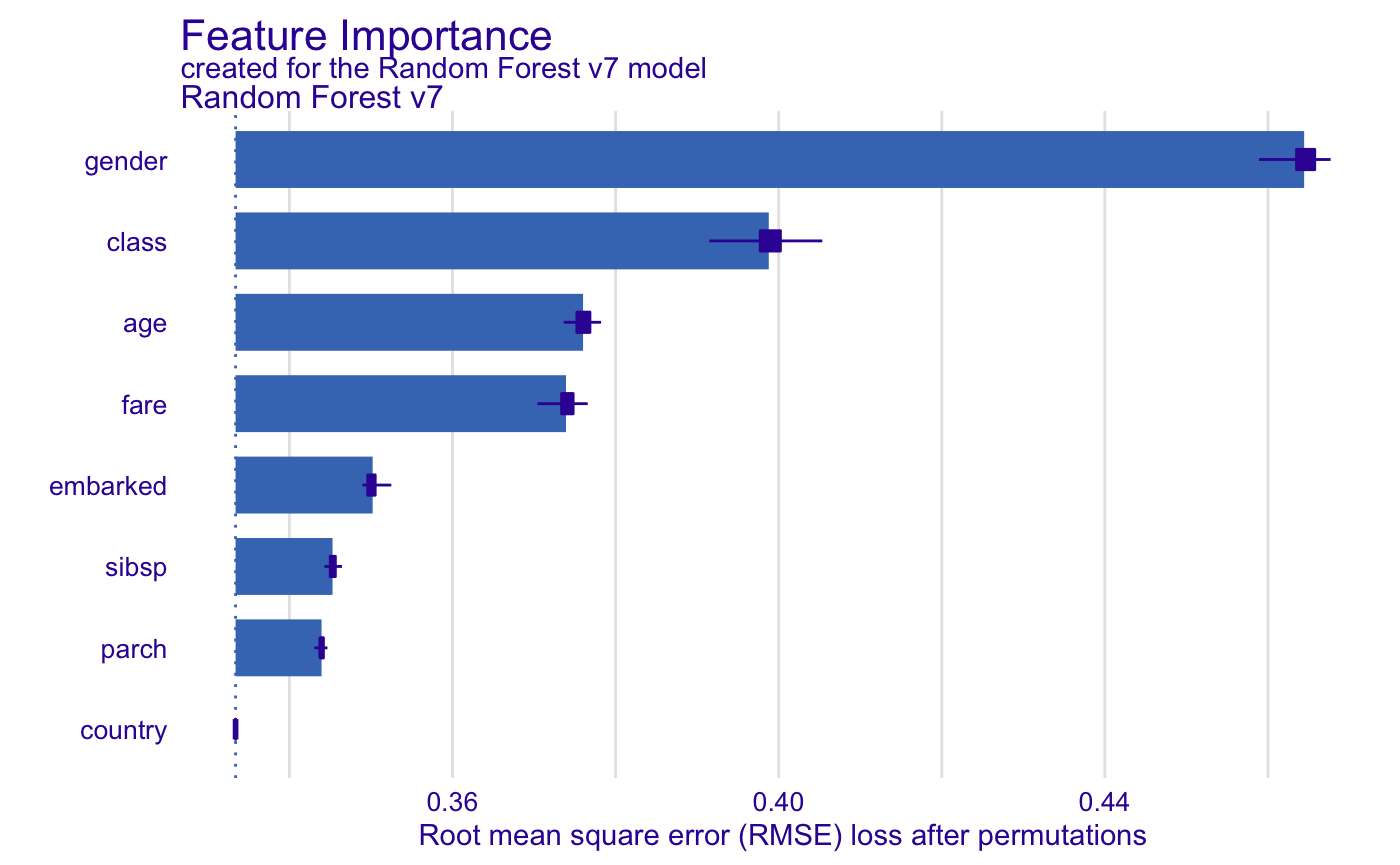 Feature Importance
created for the Random Forest v7 model
Random Forest v7
gender
class
age
fare
embarked
sibsp
parch
country
0.36 0.40 0.44
Root mean square error (RMSE) loss after permutations